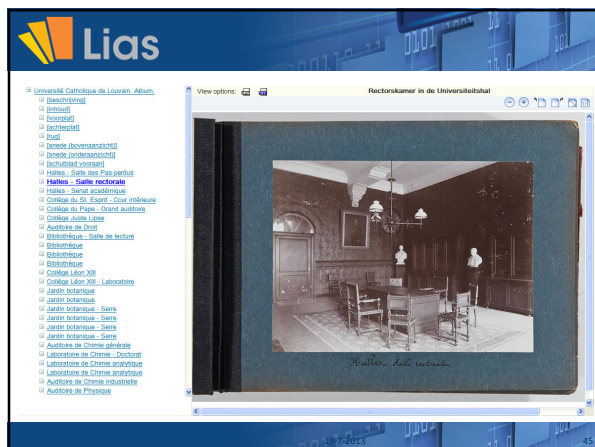 Lias
Université Catholique de Louvain. Album.
[beschrijving]
[inhoud]
[voorplat]
[achterplat]
[rug]
[snede (bovenaanzicht)]
[snede (onderaanzicht)]
[schutblad vooraan]
Halles - Salle des Pas-perdus
Halles - Salle rectorale
Halles - Senat acadêmique
Collège du St. Esprit - Cour intérieure
Collège du Pape - Grand auditoire
Collège Juste Lipse
Auditoire de Droit
Bibliothèque - Salle de lecture
Bibliothèque
Bibliothèque
Bibliothèque
Collège Léon XIII
Collège Léon XIII - Laboratoire
Jardin botanique
Jardin botanique
Jardin botanique - Serre
Jardin botanique - Serre
Jardin botanique - Serre
Jardin botanique - Serre
Auditoire de Chimie générale
Laboratoire de Chimie - Doctorat
Laboratoire de Chimie analytique
Laboratoire de Chimie analytique
Auditoire de Chimie industrielle
Auditoire de Physique
View options:
Rectorskamer in de Universiteitshal
Halles, Salle rectorale
19-7-2013
45